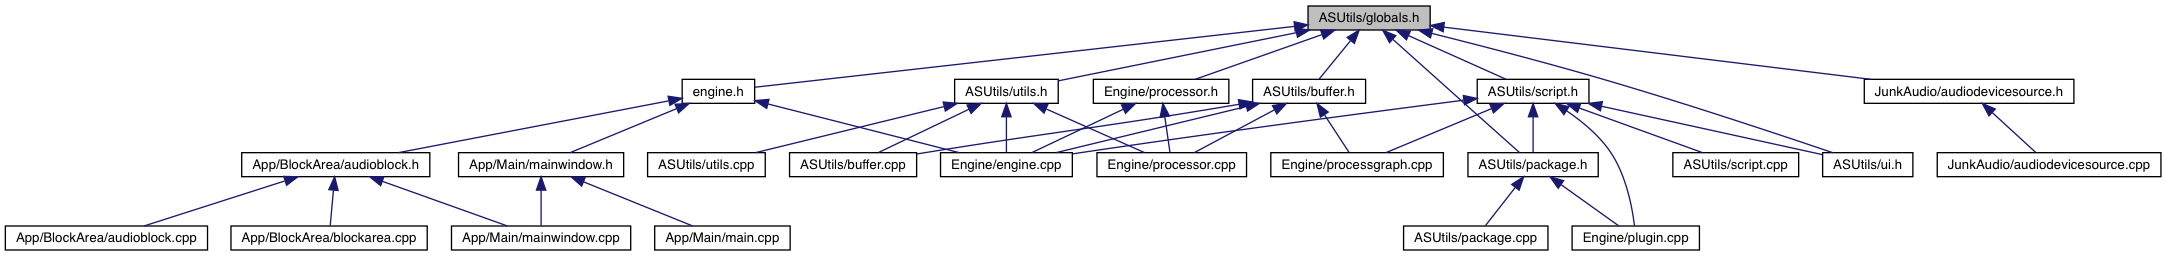 ASUtils/globals.h
engine.h
ASUtils/utils.h
Engine/processor.h
ASUtils/buffer.h
ASUtils/script.h
JunkAudio/audiodevicesource.h
App/BlockArea/audioblock.h
App/Main/mainwindow.h
ASUtils/utils.cpp
ASUtils/buffer.cpp
Engine/engine.cpp
Engine/processor.cpp
Engine/processgraph.cpp
ASUtils/package.h
ASUtils/script.cpp
ASUtils/ui.h
JunkAudio/audiodevicesource.cpp
App/BlockArea/audioblock.cpp
App/BlockArea/blockarea.cpp
App/Main/mainwindow.cpp
App/Main/main.cpp
ASUtils/package.cpp
Engine/plugin.cpp